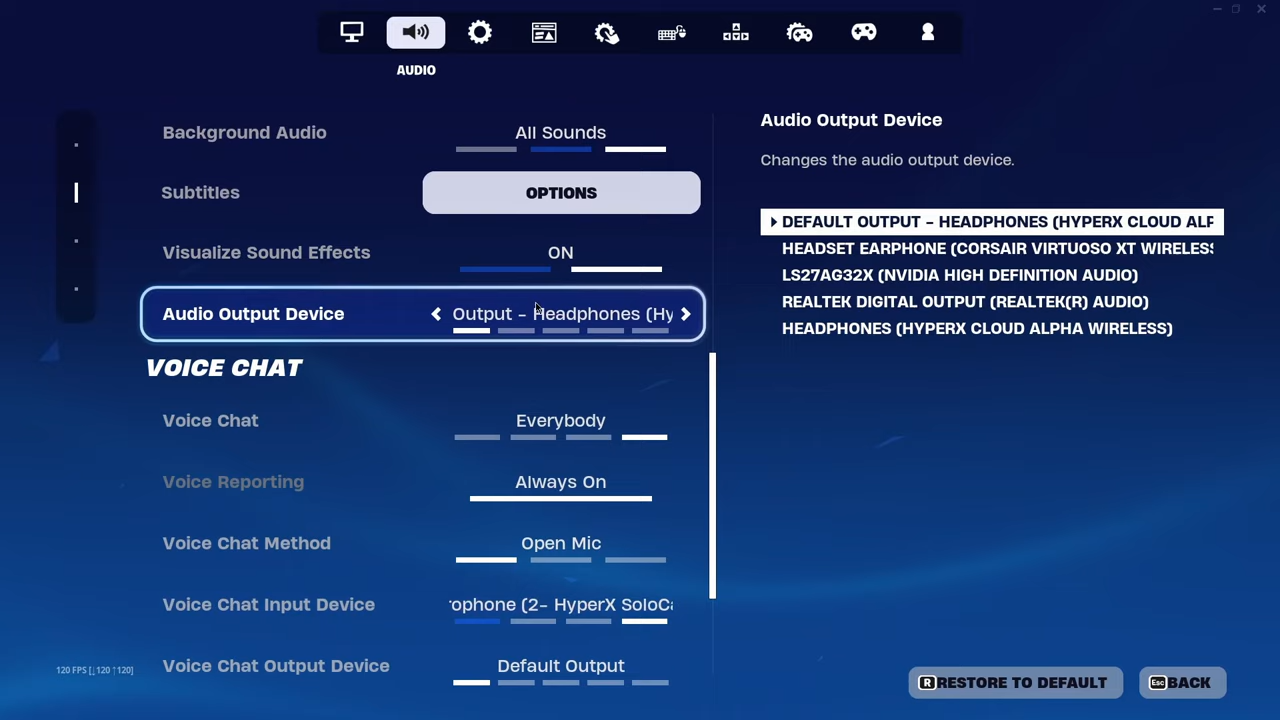 AUDIO
Background Audio
All Sounds
Subtitles
OPTIONS
Visualize Sound Effects
ON
Audio Output Device
Output - Headphones (Hy
VOICE CHAT
Voice Chat
Everybody
Voice Reporting
Always On
Voice Chat Method
Open Mic
Voice Chat Input Device
rophone (2- HyperX SoloCa
Voice Chat Output Device
Default Output
Audio Output Device
Changes the audio output device.
DEFAULT OUTPUT - HEADPHONES (HYPERX CLOUD ALP
HEADSET EARPHONE (CORSAIR VIRTUOSO XT WIRELESS
LS27AG32X (NVIDIA HIGH DEFINITION AUDIO)
REALTEK DIGITAL OUTPUT (REALTEK(R) AUDIO)
HEADPHONES (HYPERX CLOUD ALPHA WIRELESS)
120 FPS [↓120 ↑120]
R RESTORE TO DEFAULT
Esc BACK